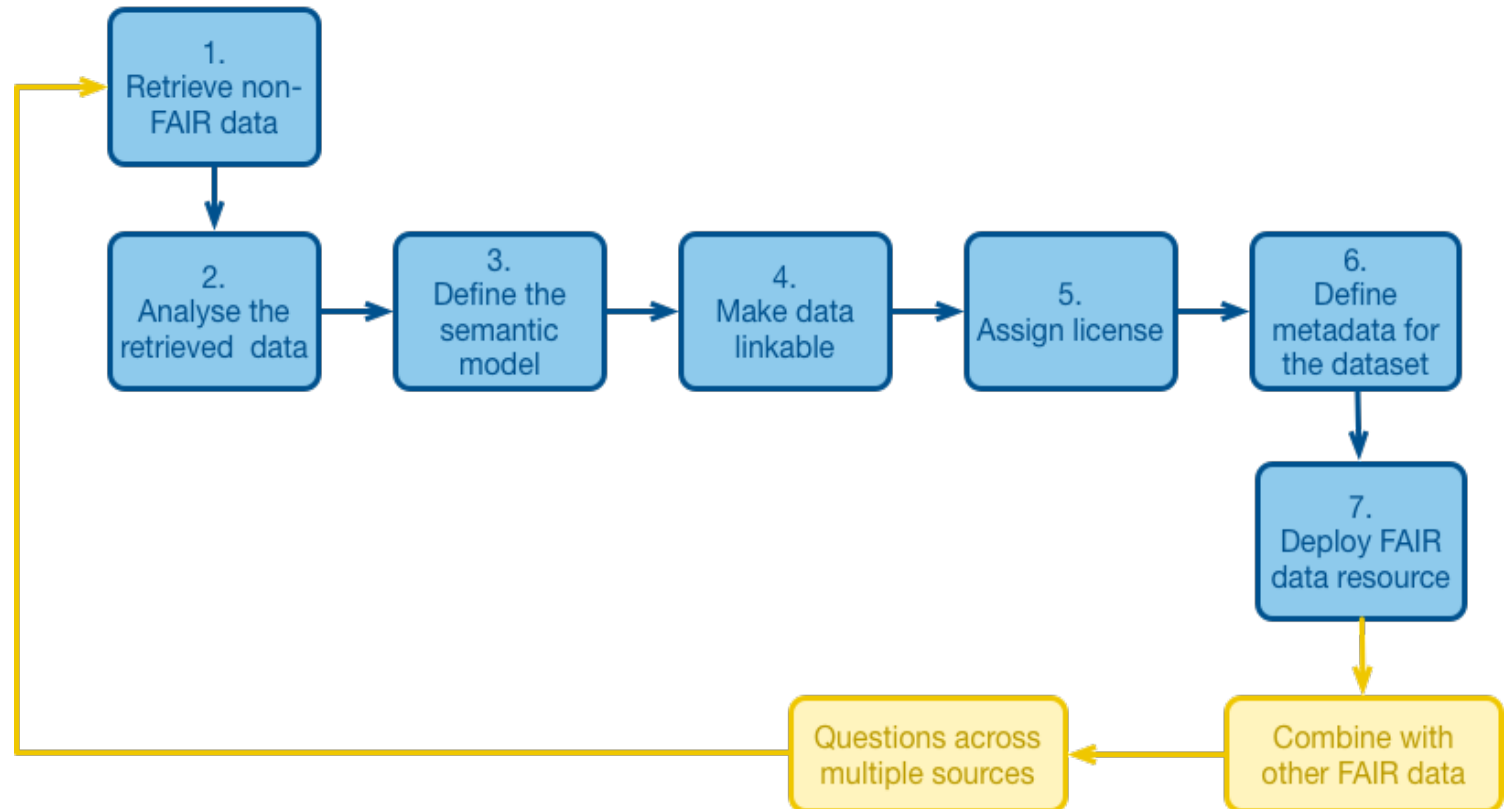 1.
Retrieve non-
FAIR data
2.
Analyse the
retrieved  data
3.
Define the
semantic
model
4.
Make data
linkable
5.
Assign license
6.
Define
metadata for
the dataset
7.
Deploy FAIR
data resource
Questions across
multiple sources
Combine with
other FAIR data